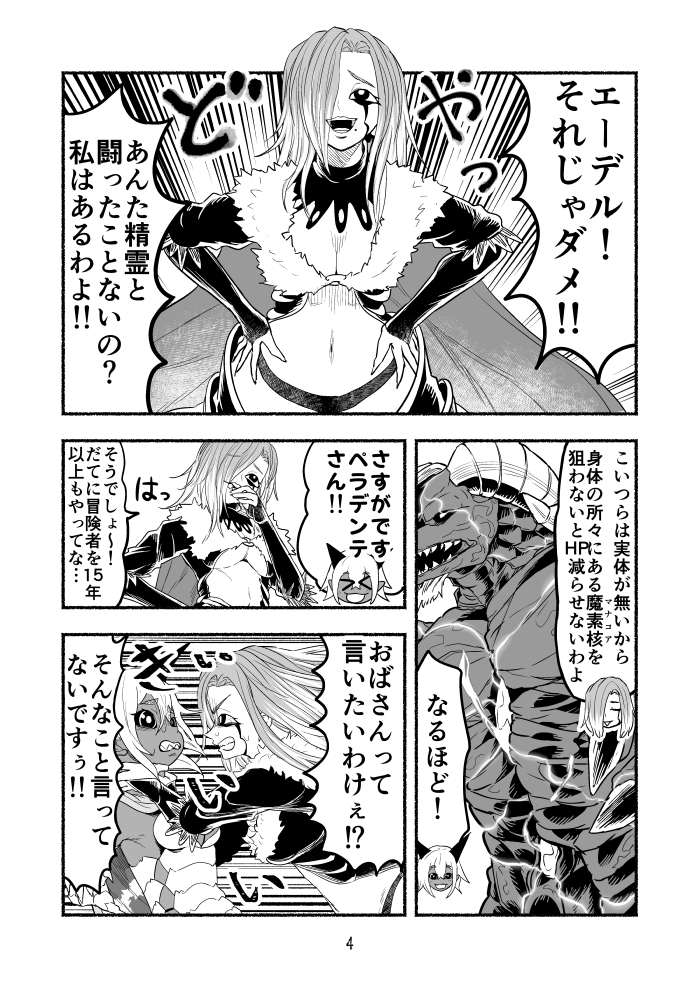 エーデル！
それじゃダメ!!
どやっ
あんた精霊と
闘ったことないの？
私はあるわよ!!
こいつらは実体が無いから
身体の所々にある魔素核を
マナコア
狙わないとHP減らせないわよ
なるほど！
さすがです
ペラデンテ
さん!!
はっ
そうでしょ〜！
だてに冒険者を15年
以上もやってな…
おばさんって
言いたいわけぇ!?
ぎぃぃいい
そんなこと言って
ないですぅ!!
4